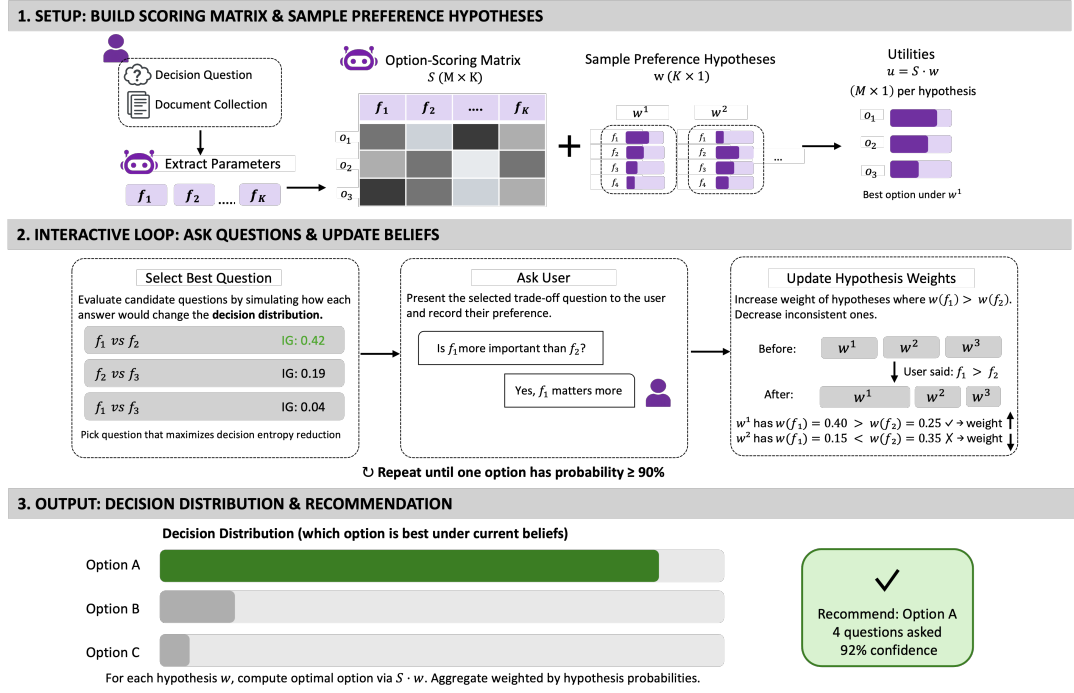 1. SETUP: BUILD SCORING MATRIX & SAMPLE PREFERENCE HYPOTHESES
Decision Question
Document Collection
Extract Parameters
f₁ f₂ ..... f_K
Option-Scoring Matrix
S (M × K)
f₁ f₂ .... f_K
o₁
o₂
o₃
+
Sample Preference Hypotheses
w (K × 1)
w¹ w²
f₁ f₁
f₂ f₂
f₃ f₃
f₄ f₄
...
Utilities
u = S · w
(M × 1) per hypothesis
o₁
o₂
o₃
Best option under w¹
2. INTERACTIVE LOOP: ASK QUESTIONS & UPDATE BELIEFS
Select Best Question
Evaluate candidate questions by simulating how each
answer would change the decision distribution.
f₁ vs f₂ IG: 0.42
f₂ vs f₃ IG: 0.19
f₁ vs f₃ IG: 0.04
Pick question that maximizes decision entropy reduction
Ask User
Present the selected trade-off question to the user
and record their preference.
Is f₁more important than f₂?
Yes, f₁ matters more
Update Hypothesis Weights
Increase weight of hypotheses where w(f₁) > w(f₂).
Decrease inconsistent ones.
Before: w¹ w² w³
User said: f₁ > f₂
After: w¹ w² w³
w¹ has w(f₁) = 0.40 > w(f₂) = 0.25 ✓ → weight ↑
w² has w(f₁) = 0.15 < w(f₂) = 0.35 ✗ → weight ↓
↻ Repeat until one option has probability ≥ 90%
3. OUTPUT: DECISION DISTRIBUTION & RECOMMENDATION
Decision Distribution (which option is best under current beliefs)
Option A
Option B
Option C
For each hypothesis w, compute optimal option via S · w. Aggregate weighted by hypothesis probabilities.
✓
Recommend: Option A
4 questions asked
92% confidence